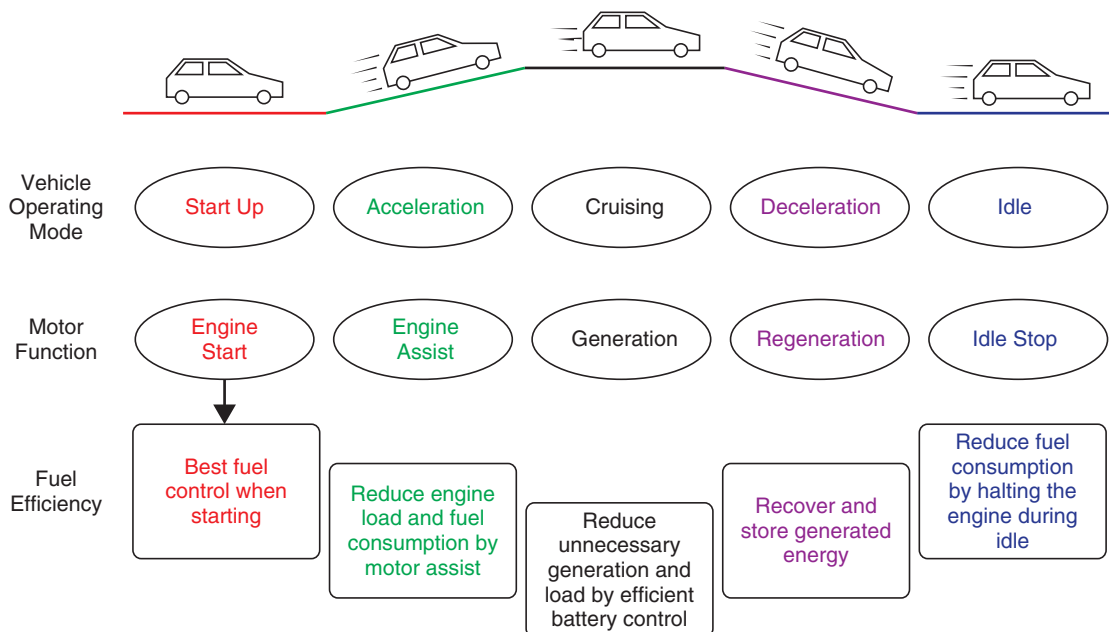 Vehicle
Operating
Mode
Start Up
Acceleration
Cruising
Deceleration
Idle
Motor
Function
Engine
Start
Engine
Assist
Generation
Regeneration
Idle Stop
Fuel
Efficiency
Best fuel
control when
starting
Reduce engine
load and fuel
consumption by
motor assist
Reduce
unnecessary
generation and
load by efficient
battery control
Recover and
store generated
energy
Reduce fuel
consumption
by halting the
engine during
idle